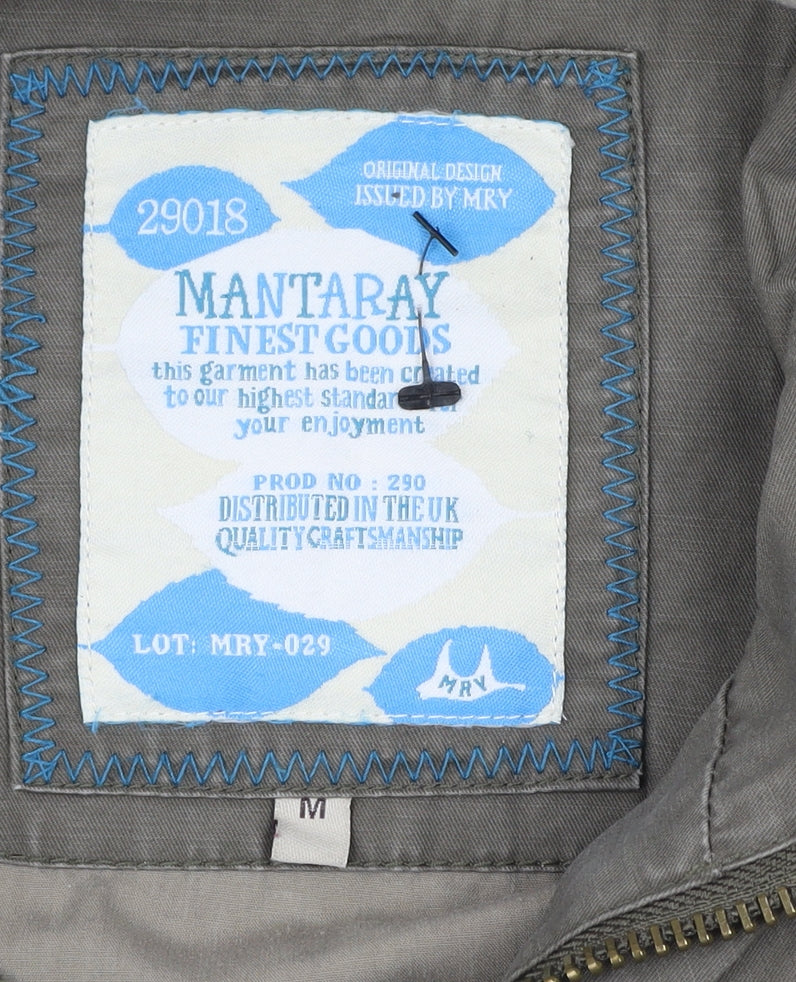 29018
ORIGINAL DESIGN
ISSUED BY MRY
MANTARAY
FINEST GOODS
this garment has been created
to our highest standards
your enjoyment
PROD NO : 290
DISTRIBUTED IN THE UK
QUALITY CRAFTSMANSHIP
LOT: MRY-029
MRY
M